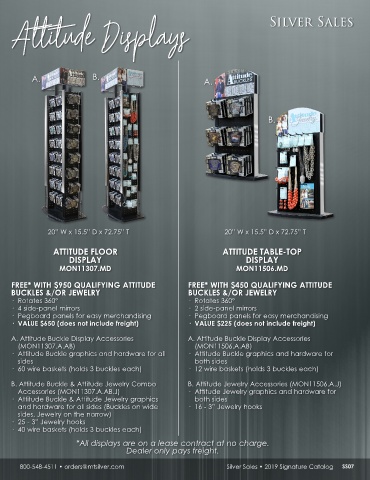 Attitude Displays
SILVER SALES
A.
B.
A.
B.
20" W x 15.5" D x 72.75" T
20" W x 15.5" D x 72.75" T
ATTITUDE FLOOR
DISPLAY
MON11307.MD
ATTITUDE TABLE-TOP
DISPLAY
MON11506.MD
FREE* WITH $950 QUALIFYING ATTITUDE
BUCKLES &/OR JEWELRY
· Rotates 360°
· 4 side-panel mirrors
· Pegboard panels for easy merchandising
· VALUE $650 (does not include freight)
A. Attitude Buckle Display Accessories
(MON11307.A,AB)
· Attitude Buckle graphics and hardware for all
sides
· 60 wire baskets (holds 3 buckles each)
B. Attitude Buckle & Attitude Jewelry Combo
Accessories (MON11307.A,AB,J)
· Attitude Buckle & Attitude Jewelry graphics
and hardware for all sides (Buckles on wide
sides, Jewelry on the narrow)
· 25 - 3" Jewelry hooks
· 40 wire baskets (holds 3 buckles each)
FREE* WITH $450 QUALIFYING ATTITUDE
BUCKLES &/OR JEWELRY
· Rotates 360°
· 2 side-panel mirrors
· Pegboard panels for easy merchandising
· VALUE $225 (does not include freight)
A. Attitude Buckle Display Accessories
(MON11506.A,AB)
· Attitude Buckle graphics and hardware for
both sides
· 12 wire baskets (holds 3 buckles each)
B. Attitude Jewelry Accessories (MON11506.A,J)
· Attitude Jewelry graphics and hardware for
both sides
· 16 - 3" Jewelry hooks
*All displays are on a lease contract at no charge.
Dealer only pays freight.
800-548-4511 • orders@mtsilver.com
Silver Sales • 2019 Signature Catalog SS07